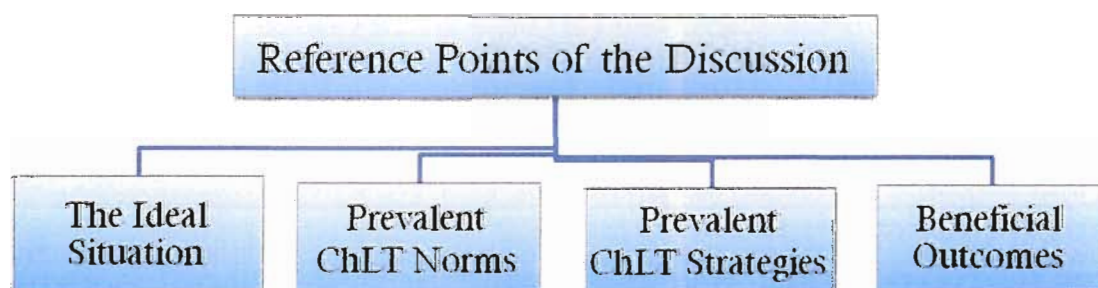 Reference Points of the Discussion
The Ideal
Situation
Prevalent
ChLT Norms
Prevalent
ChLT Strategies
Beneficial
Outcomes